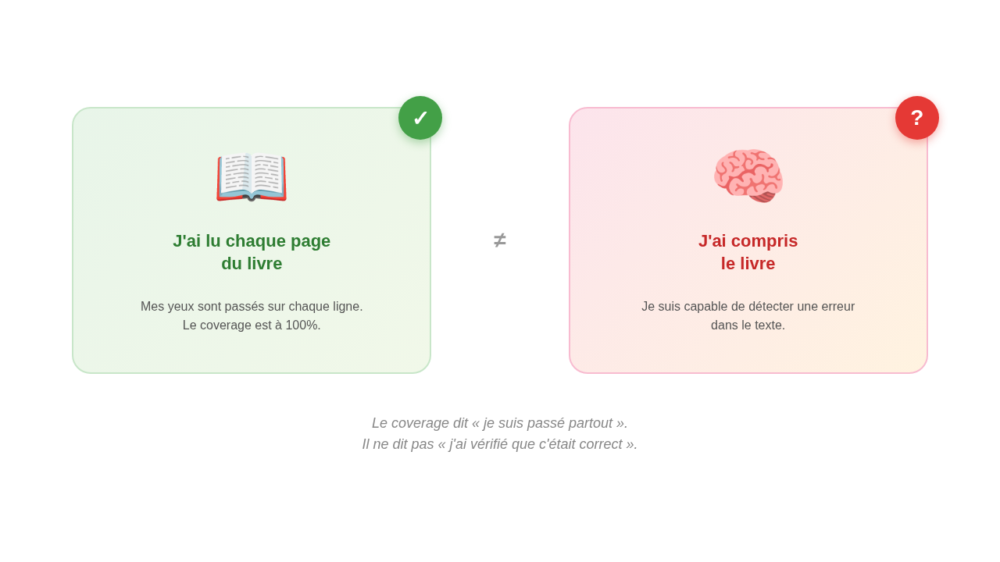 ✓
J'ai lu chaque page
du livre
Mes yeux sont passés sur chaque ligne.
Le coverage est à 100%.
≠
?
J'ai compris
le livre
Je suis capable de détecter une erreur
dans le texte.
Le coverage dit « je suis passé partout ».
Il ne dit pas « j'ai vérifié que c'était correct ».